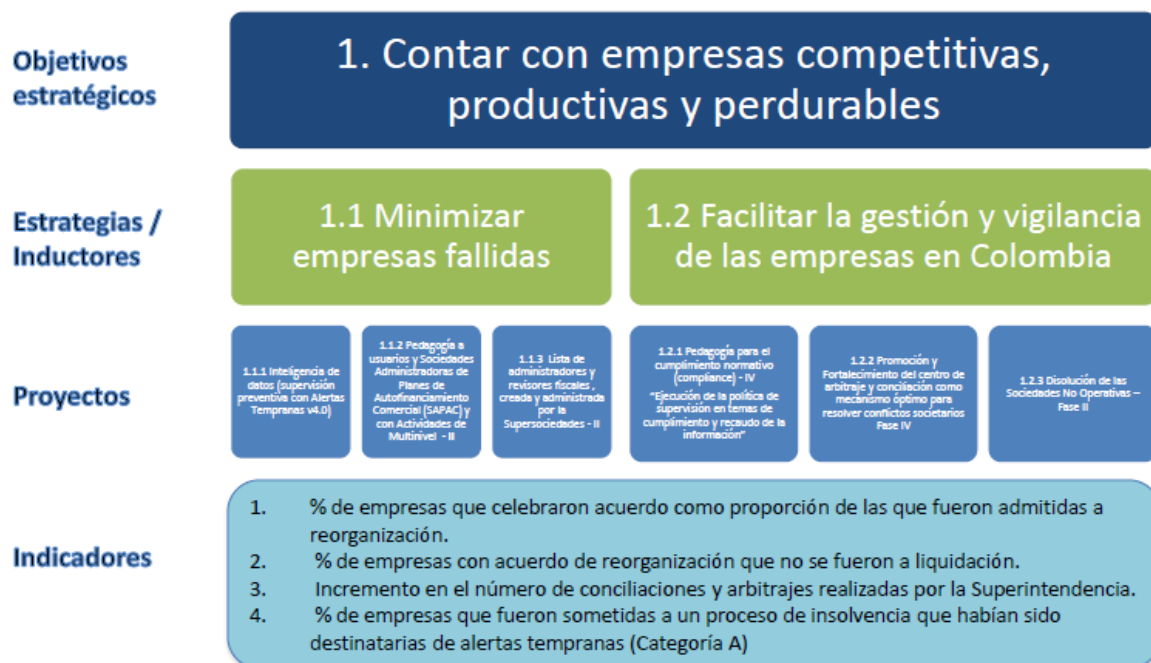 Objetivos
estratégicos
1. Contar con empresas competitivas,
productivas y perdurables
Estrategias /
Inductores
1.1 Minimizar
empresas fallidas
1.2 Facilitar la gestión y vigilancia
de las empresas en Colombia
Proyectos
1.1.1 Inteligencia de
datos (supervisión
preventiva con Alertas
Tempranas v4.0)
1.1.2 Pedagogía a
usuarios y Sociedades
Administradoras de
Planes de
Autofinanciamiento
Comercial (SAPAC) y
con Actividades de
Multinivel - II
1.1.3 Lista de
administradores y
revisores fiscales ,
creada y administrada
por la
Supersociedades - II
1.2.1 Pedagogía para el
cumplimiento normativo
(compliance) - IV
"Ejecución de la política de
supervisión en temas de
cumplimiento y recaudo de la
información"
1.2.2 Promoción y
Fortalecimiento del centro de
arbitraje y conciliación como
mecanismo óptimo para
resolver conflictos societarios
Fase IV
1.2.3 Disolución de las
Sociedades No Operativas –
Fase II
Indicadores
1. % de empresas que celebraron acuerdo como proporción de las que fueron admitidas a
reorganización.
2. % de empresas con acuerdo de reorganización que no se fueron a liquidación.
3. Incremento en el número de conciliaciones y arbitrajes realizadas por la Superintendencia.
4. % de empresas que fueron sometidas a un proceso de insolvencia que habían sido
destinatarias de alertas tempranas (Categoría A)